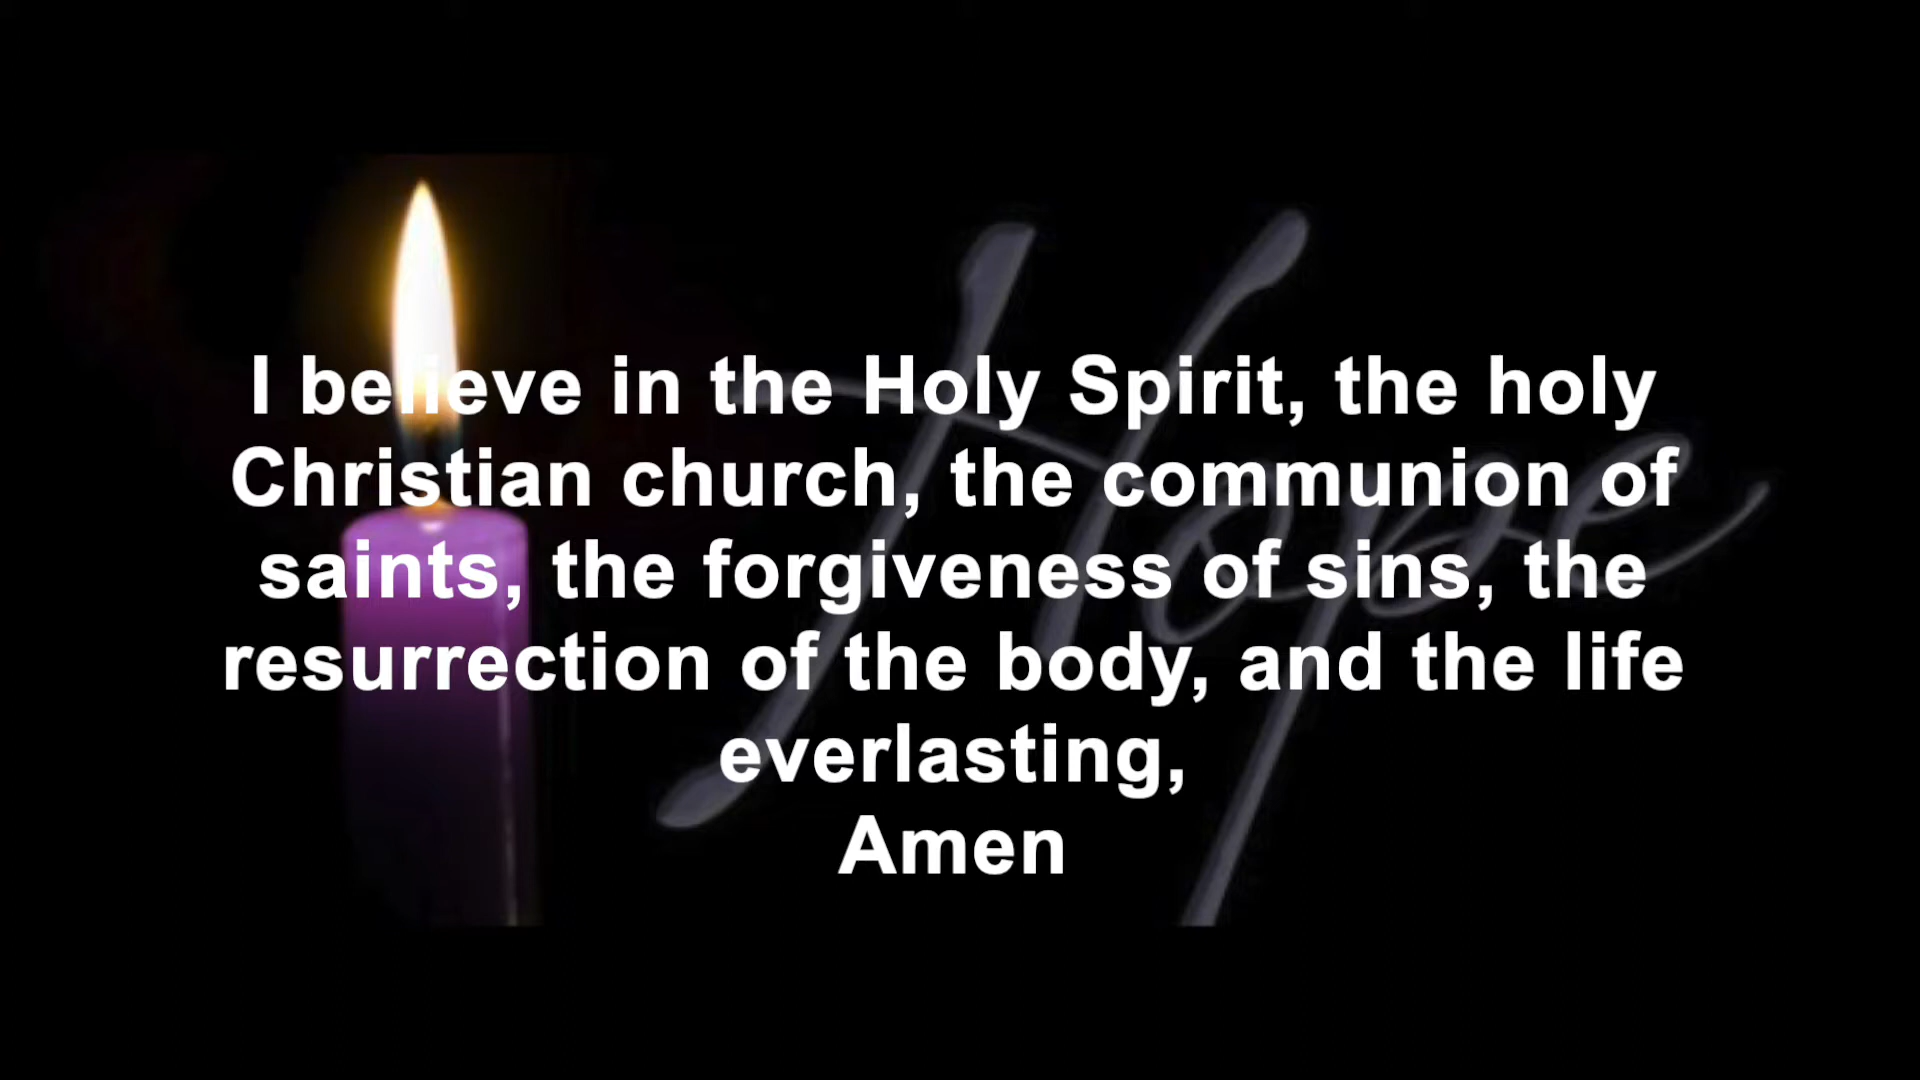 Hope
I believe in the Holy Spirit, the holy
Christian church, the communion of
saints, the forgiveness of sins, the
resurrection of the body, and the life
everlasting,
Amen